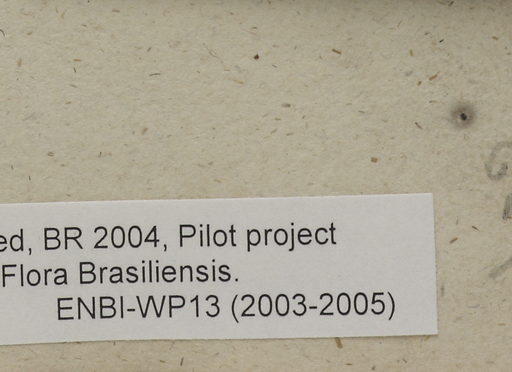 ed, BR 2004, Pilot project
Flora Brasiliensis.
ENBI-WP13 (2003-2005)